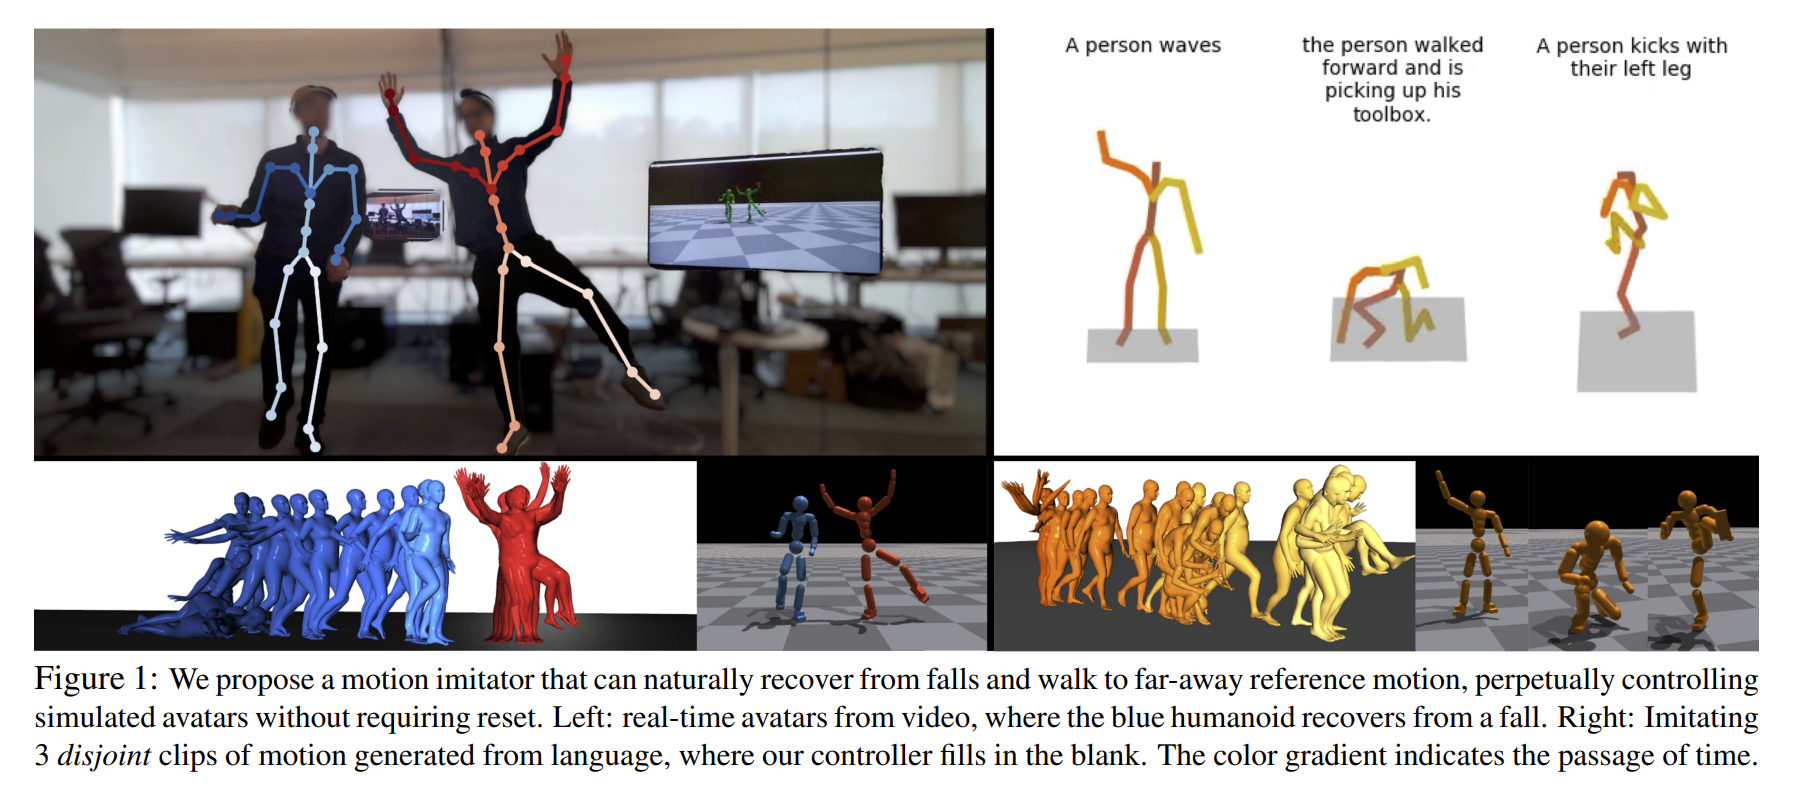 A person waves
the person walked
forward and is
picking up his
toolbox.
A person kicks with
their left leg
Figure 1: We propose a motion imitator that can naturally recover from falls and walk to far-away reference motion, perpetually controlling
simulated avatars without requiring reset. Left: real-time avatars from video, where the blue humanoid recovers from a fall. Right: Imitating
3 disjoint clips of motion generated from language, where our controller fills in the blank. The color gradient indicates the passage of time.